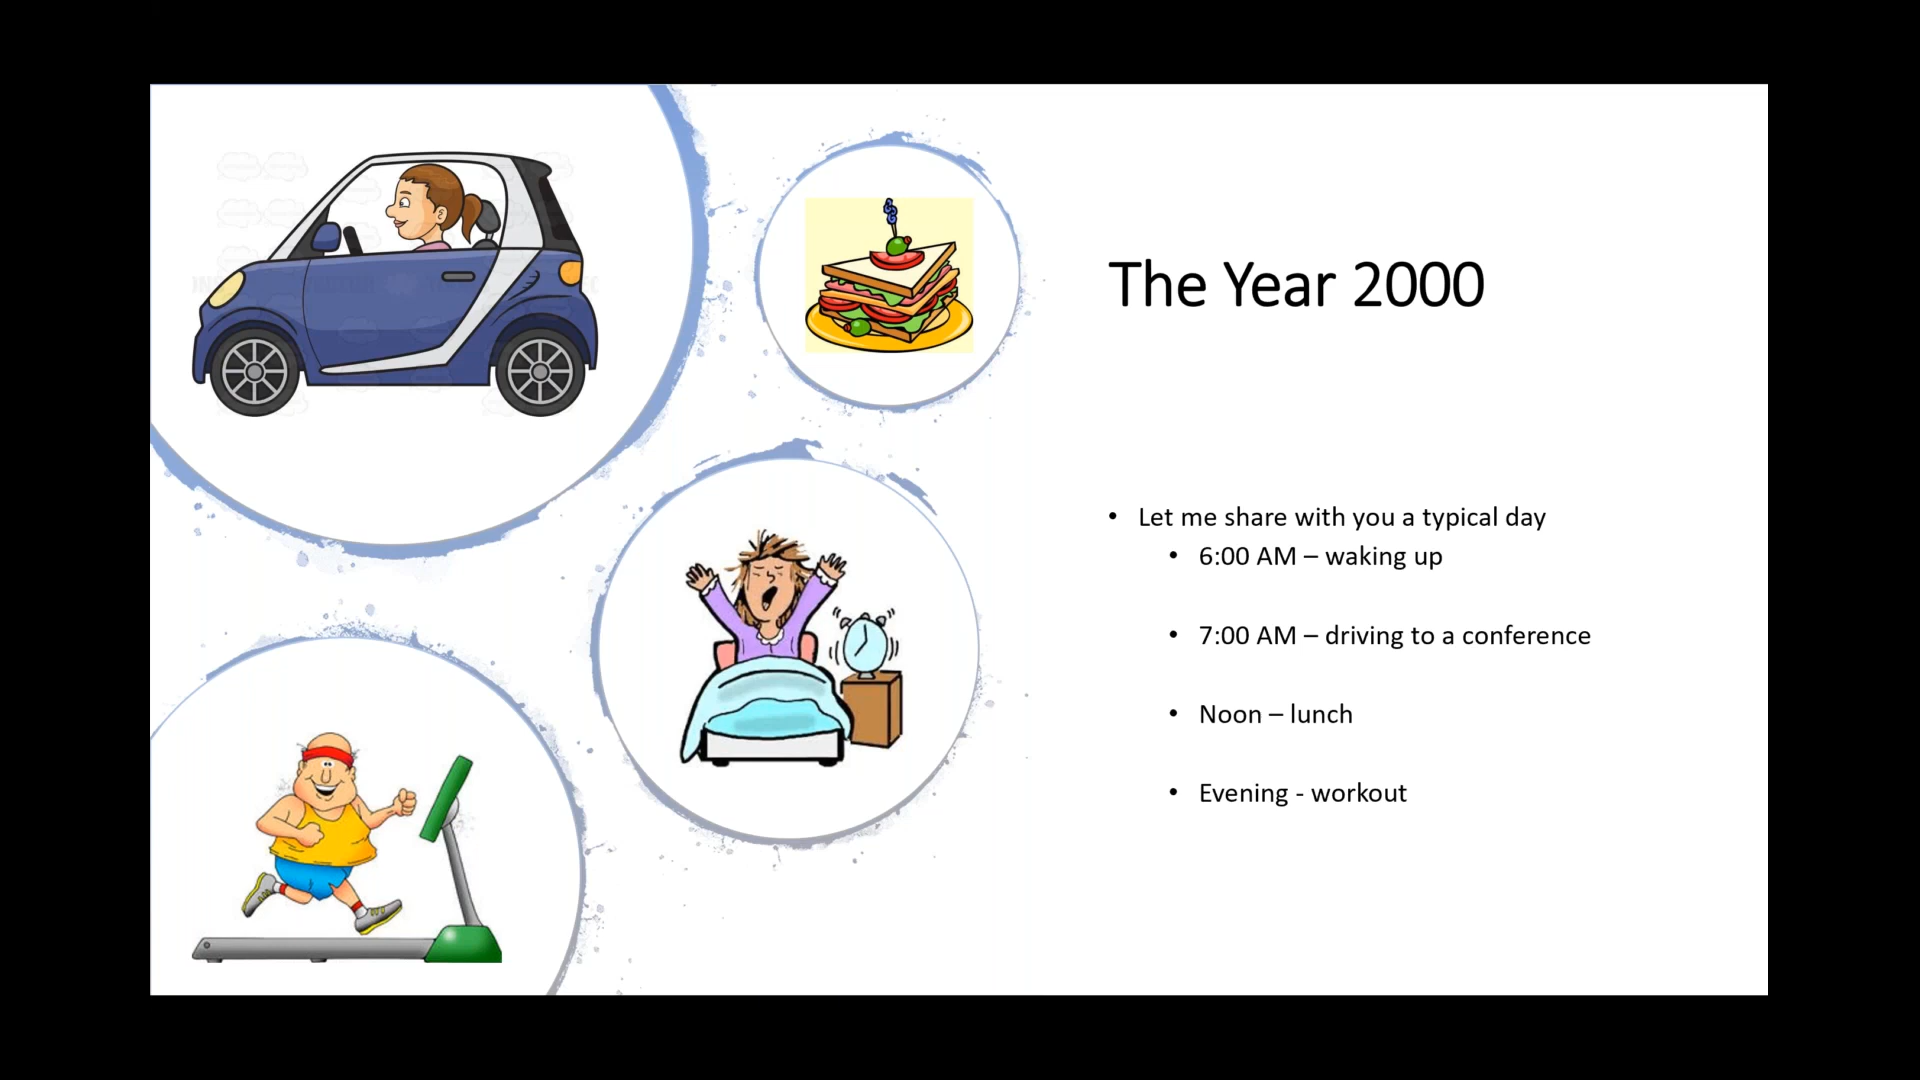 The Year 2000
• Let me share with you a typical day
• 6:00 AM – waking up
• 7:00 AM – driving to a conference
• Noon – lunch
• Evening - workout